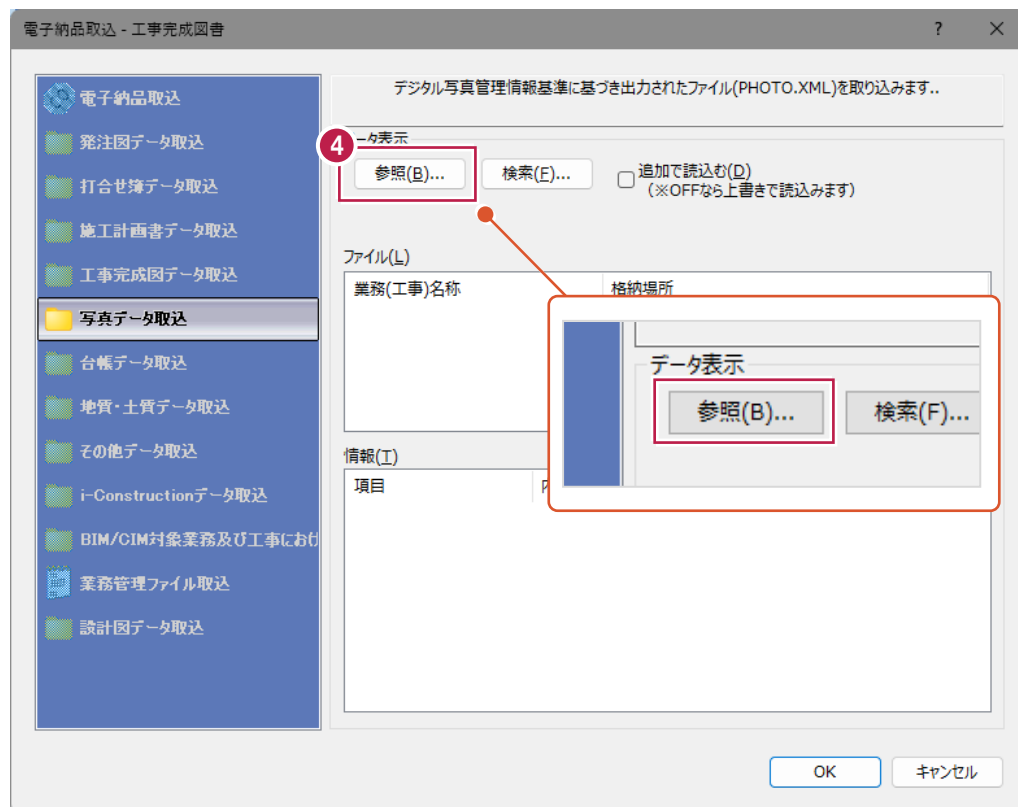 電子納品取込 - 工事完成図書
?
電子納品取込
発注図データ取込
打合せ簿データ取込
施工計画書データ取込
工事完成図データ取込
写真データ取込
台帳データ取込
地質・土質データ取込
その他データ取込
i-Constructionデータ取込
BIM/CIM対象業務及び工事におけ
業務管理ファイル取込
設計図データ取込
デジタル写真管理情報基準に基づき出力されたファイル(PHOTO.XML)を取り込みます..
4
ータ表示
参照(B)... 検索(F)... 追加で読込む(D)
(※OFFなら上書きで読込みます)
ファイル(L)
業務(工事)名称 格納場所
データ表示
参照(B)... 検索(F)...
情報(T)
項目
OK キャンセル